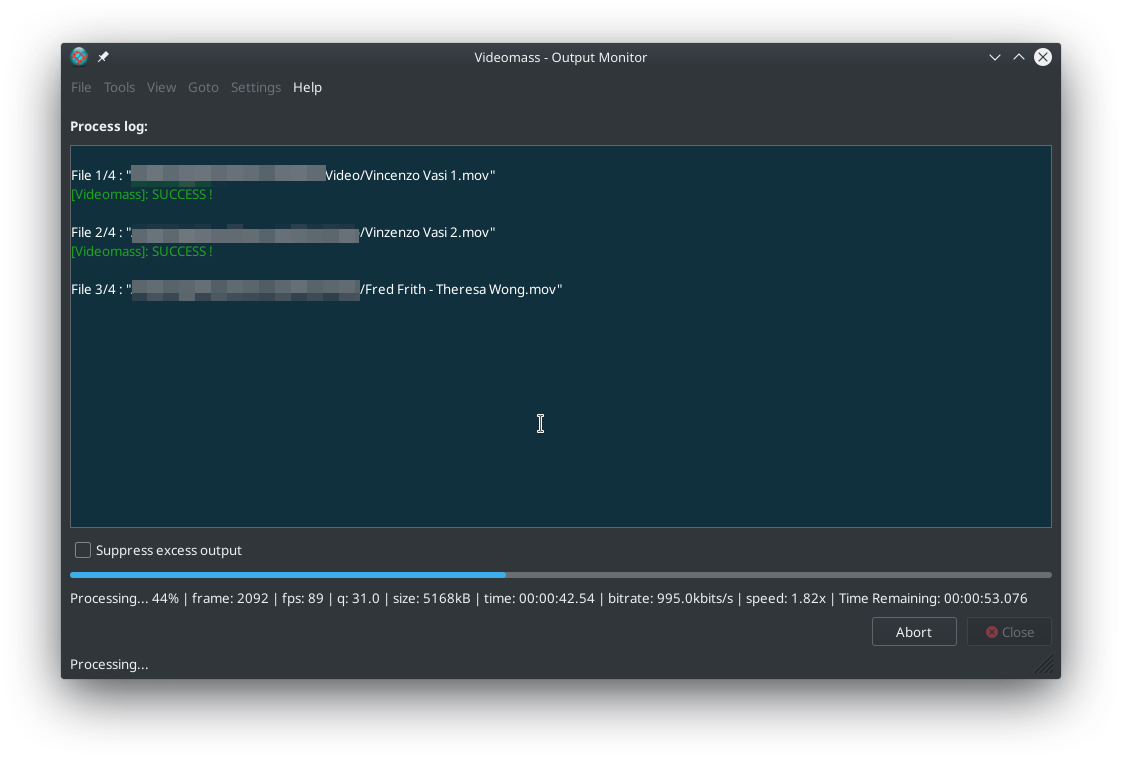 Videomass - Output Monitor
File Tools View Goto Settings Help
Process log:
File 1/4 : "Video/Vincenzo Vasi 1.mov"
[Videomass]: SUCCESS !
File 2/4 : "/Vinzenzo Vasi 2.mov"
[Videomass]: SUCCESS !
File 3/4 : "/Fred Frith - Theresa Wong.mov"
Suppress excess output
Processing... 44% | frame: 2092 | fps: 89 | q: 31.0 | size: 5168kB | time: 00:00:42.54 | bitrate: 995.0kbits/s | speed: 1.82x | Time Remaining: 00:00:53.076
Abort Close
Processing...